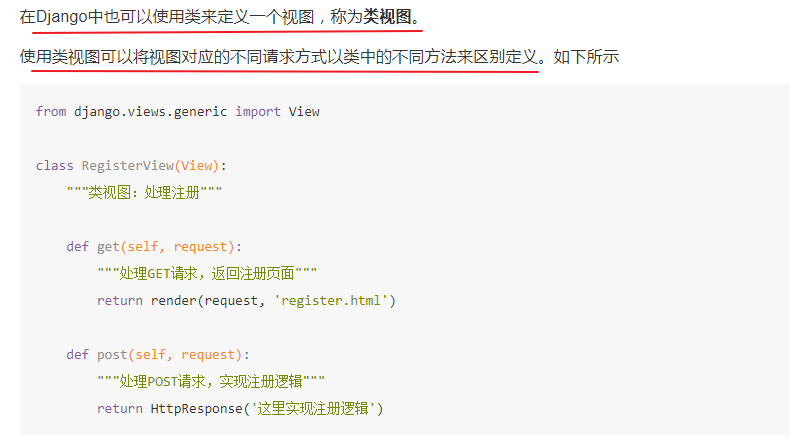 在Django中也可以使用类来定义一个视图，称为类视图。
使用类视图可以将视图对应的不同请求方式以类中的不同方法来区别定义。如下所示
from django.views.generic import View
class RegisterView(View):
    """类视图：处理注册"""
    def get(self, request):
        """处理GET请求，返回注册页面"""
        return render(request, 'register.html')
    def post(self, request):
        """处理POST请求，实现注册逻辑"""
        return HttpResponse('这里实现注册逻辑')